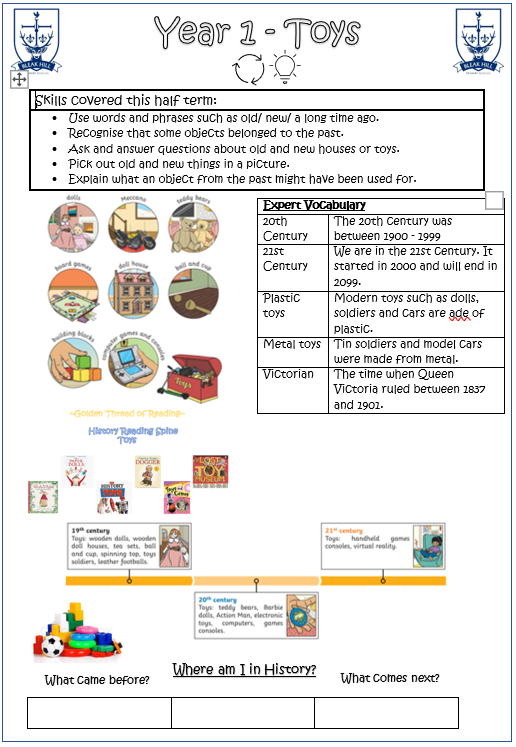 Year 1 - Toys
BLEAK HILL
BLEAK HILL
Skills covered this half term:
• Use words and phrases such as old/ new/ a long time ago.
• Recognise that some objects belonged to the past.
• Ask and answer questions about old and new houses or toys.
• Pick out old and new things in a picture.
• Explain what an object from the past might have been used for.
dolls
Meccano
teddy bears
board games
doll house
ball and cup
building blocks
computer games and consoles
Toys
Expert Vocabulary
20th Century
The 20th Century was
between 1900 - 1999
21st Century
We are in the 21st Century. It
started in 2000 and will end in
2099.
Plastic toys
Modern toys such as dolls,
soldiers and cars are ade of
plastic.
Metal toys
Tin soldiers and model cars
were made from metal.
Victorian
The time when Queen
Victoria ruled between 1837
and 1901.
~Golden Thread of Reading~
History Reading Spine
Toys
DOGGER
LOST
TOY
MUSEUM
HISTORY
19th century
Toys: wooden dolls, wooden
doll houses, tea sets, ball
and cup, spinning top, toys
soldiers, leather footballs.
21st century
Toys: handheld games
consoles, virtual reality.
20th century
Toys: teddy bears, Barbie
dolls, Action Man, electronic
toys, computers, games
consoles.
What came before?
Where am I in History?
What comes next?